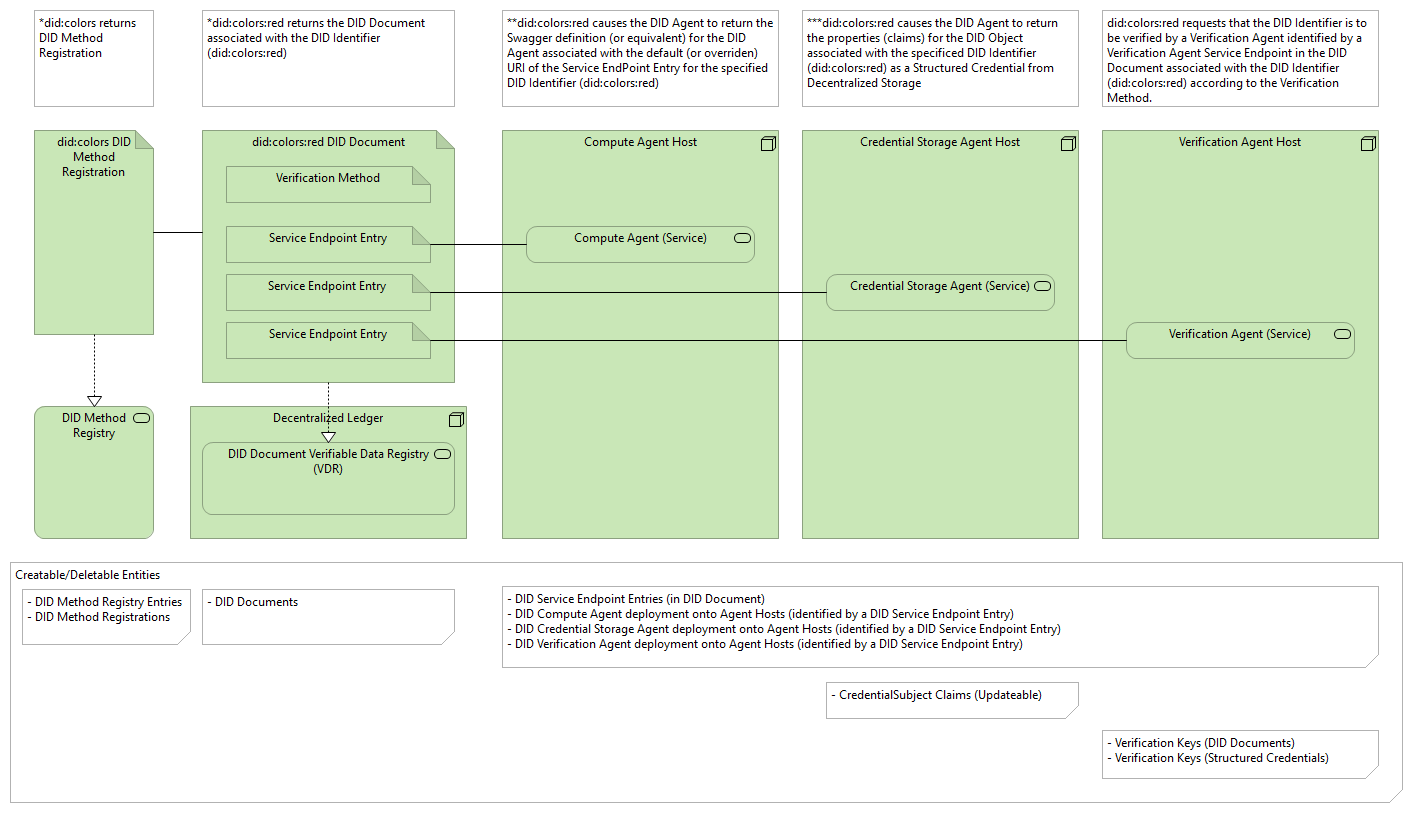 *did:colors returns
DID Method
Registration
*did:colors:red returns the DID Document
associated with the DID Identifier
(did:colors:red)
**did:colors:red causes the DID Agent to return the
Swagger definition (or equivalent) for the DID
Agent associated with the default (or overriden)
URI of the Service EndPoint Entry for the specified
DID Identifier (did:colors:red)
***did:colors:red causes the DID Agent to return
the properties (claims) for the DID Object
associated with the specificed DID Identifier
(did:colors:red) as a Structured Credential from
Decentralized Storage
did:colors:red requests that the DID Identifier is to
be verified by a Verification Agent identified by a
Verification Agent Service Endpoint in the DID
Document associated with the DID Identifier
(did:colors:red) according to the Verification
Method.
did:colors DID
Method
Registration
did:colors:red DID Document
Verification Method
Service Endpoint Entry
Service Endpoint Entry
Service Endpoint Entry
Compute Agent Host
Compute Agent (Service)
Credential Storage Agent Host
Credential Storage Agent (Service)
Verification Agent Host
Verification Agent (Service)
DID Method
Registry
Decentralized Ledger
DID Document Verifiable Data Registry
(VDR)
Creatable/Deletable Entities
- DID Method Registry Entries
- DID Method Registrations
- DID Documents
- DID Service Endpoint Entries (in DID Document)
- DID Compute Agent deployment onto Agent Hosts (identified by a DID Service Endpoint Entry)
- DID Credential Storage Agent deployment onto Agent Hosts (identified by a DID Service Endpoint Entry)
- DID Verification Agent deployment onto Agent Hosts (identified by a DID Service Endpoint Entry)
- CredentialSubject Claims (Updateable)
- Verification Keys (DID Documents)
- Verification Keys (Structured Credentials)